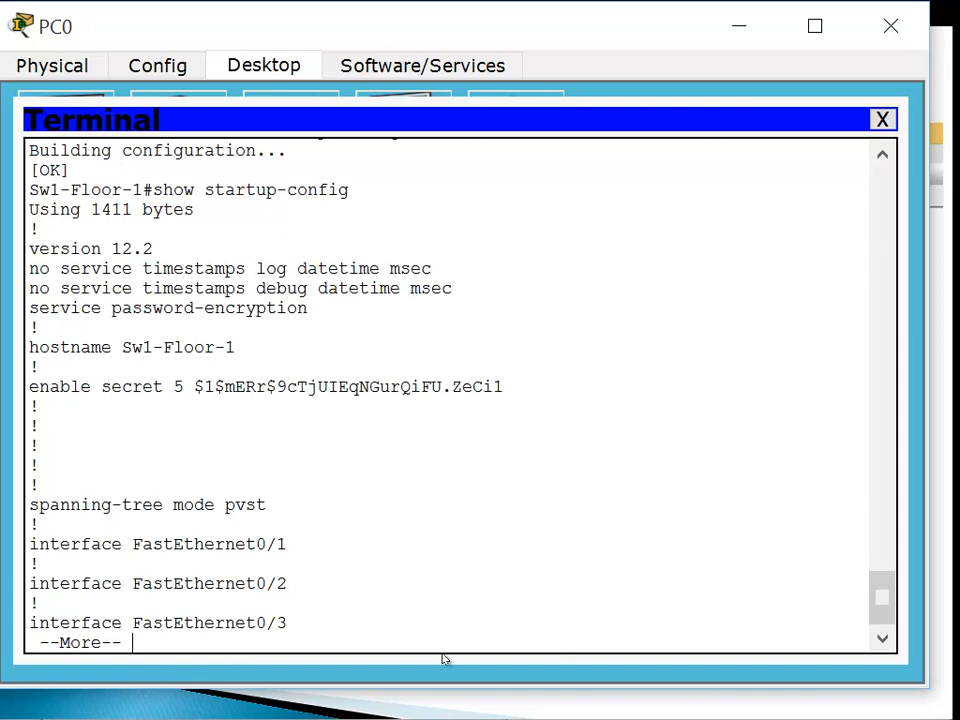 PC0
Physical Config Desktop Software/Services
Terminal
X
Building configuration...
[OK]
Sw1-Floor-1#show startup-config
Using 1411 bytes
!
version 12.2
no service timestamps log datetime msec
no service timestamps debug datetime msec
service password-encryption
!
hostname Sw1-Floor-1
!
enable secret 5 $1$mERr$9cTjUIEqNGurQiFU.ZeCi1
!
!
!
!
!
spanning-tree mode pvst
!
interface FastEthernet0/1
!
interface FastEthernet0/2
!
interface FastEthernet0/3
--More--